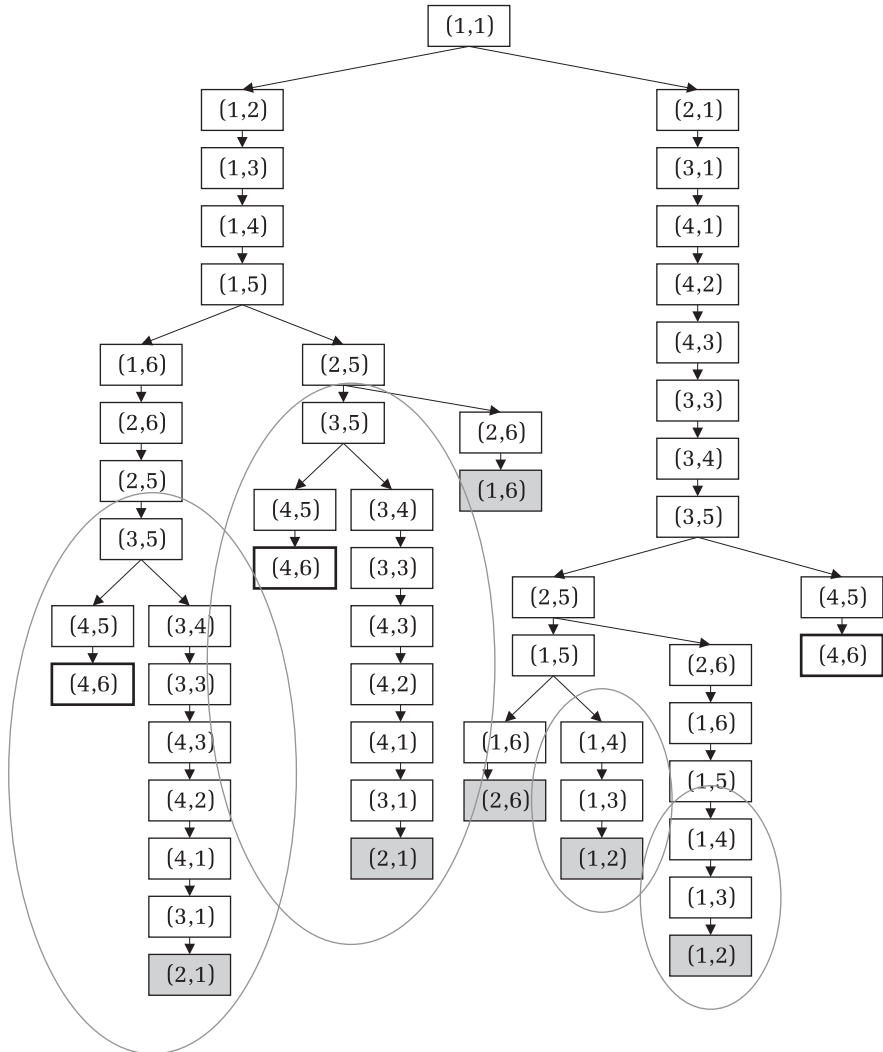 (1,1)
(1,2) (2,1)
(1,3) (3,1)
(1,4) (4,1)
(1,5) (4,2)
(1,6) (2,5) (4,3)
(2,6) (3,5) (2,6) (3,3)
(2,5) (1,6) (3,4)
(3,5) (4,5) (3,4) (3,5)
(4,6) (3,3)
(4,5) (3,4) (4,3) (2,5) (4,5)
(4,6) (3,3) (4,2) (1,5) (2,6) (4,6)
(4,3) (4,1) (1,6) (1,4) (1,6)
(4,2) (3,1) (2,6) (1,3) (1,5)
(4,1) (2,1) (1,2) (1,4)
(3,1) (1,3)
(2,1) (1,2)